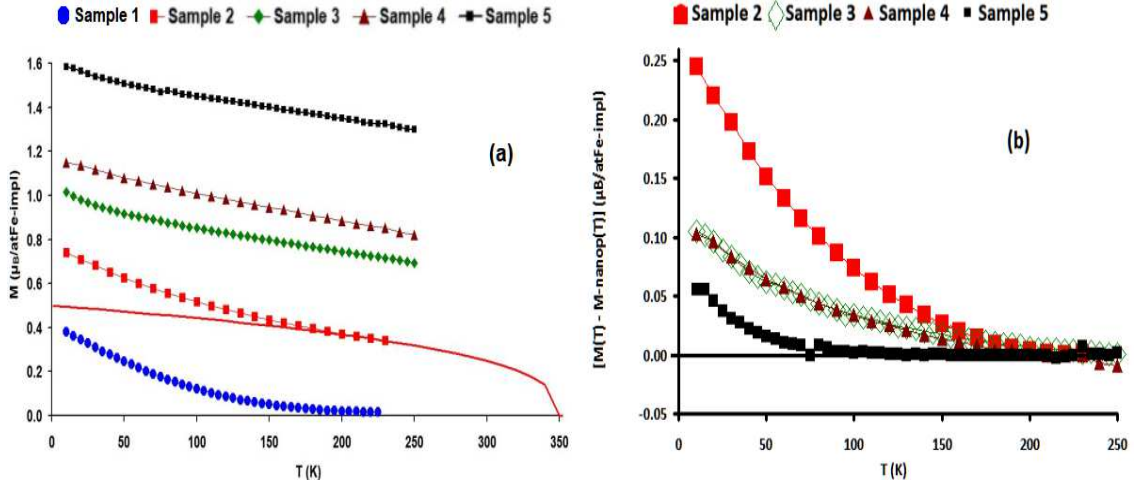 Sample 1 Sample 2 Sample 3 Sample 4 Sample 5
M (µB/atFe-impl)
1.6
1.4
1.2
1.0
0.8
0.6
0.4
0.2
0.0
(a)
0 50 100 150 200 250 300 350
T (K)
Sample 2 Sample 3 Sample 4 Sample 5
[M(T) - M-nanop(T)] (µB/atFe-impl)
0.25
0.20
0.15
0.10
0.05
0.00
-0.05
(b)
0 50 100 150 200 250
T (K)